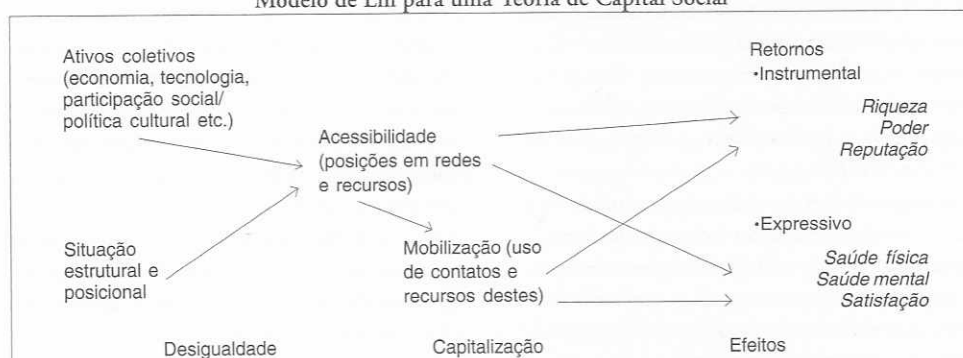 Modelo de Lin para uma Teoria de Capital Social
Ativos coletivos
(economia, tecnologia,
participação social/
política cultural etc.)
Situação
estrutural e
posicional
Acessibilidade
(posições em redes
e recursos)
Mobilização (uso
de contatos e
recursos destes)
Retornos
•Instrumental
Riqueza
Poder
Reputação
•Expressivo
Saúde física
Saúde mental
Satisfação
Desigualdade
Capitalização
Efeitos